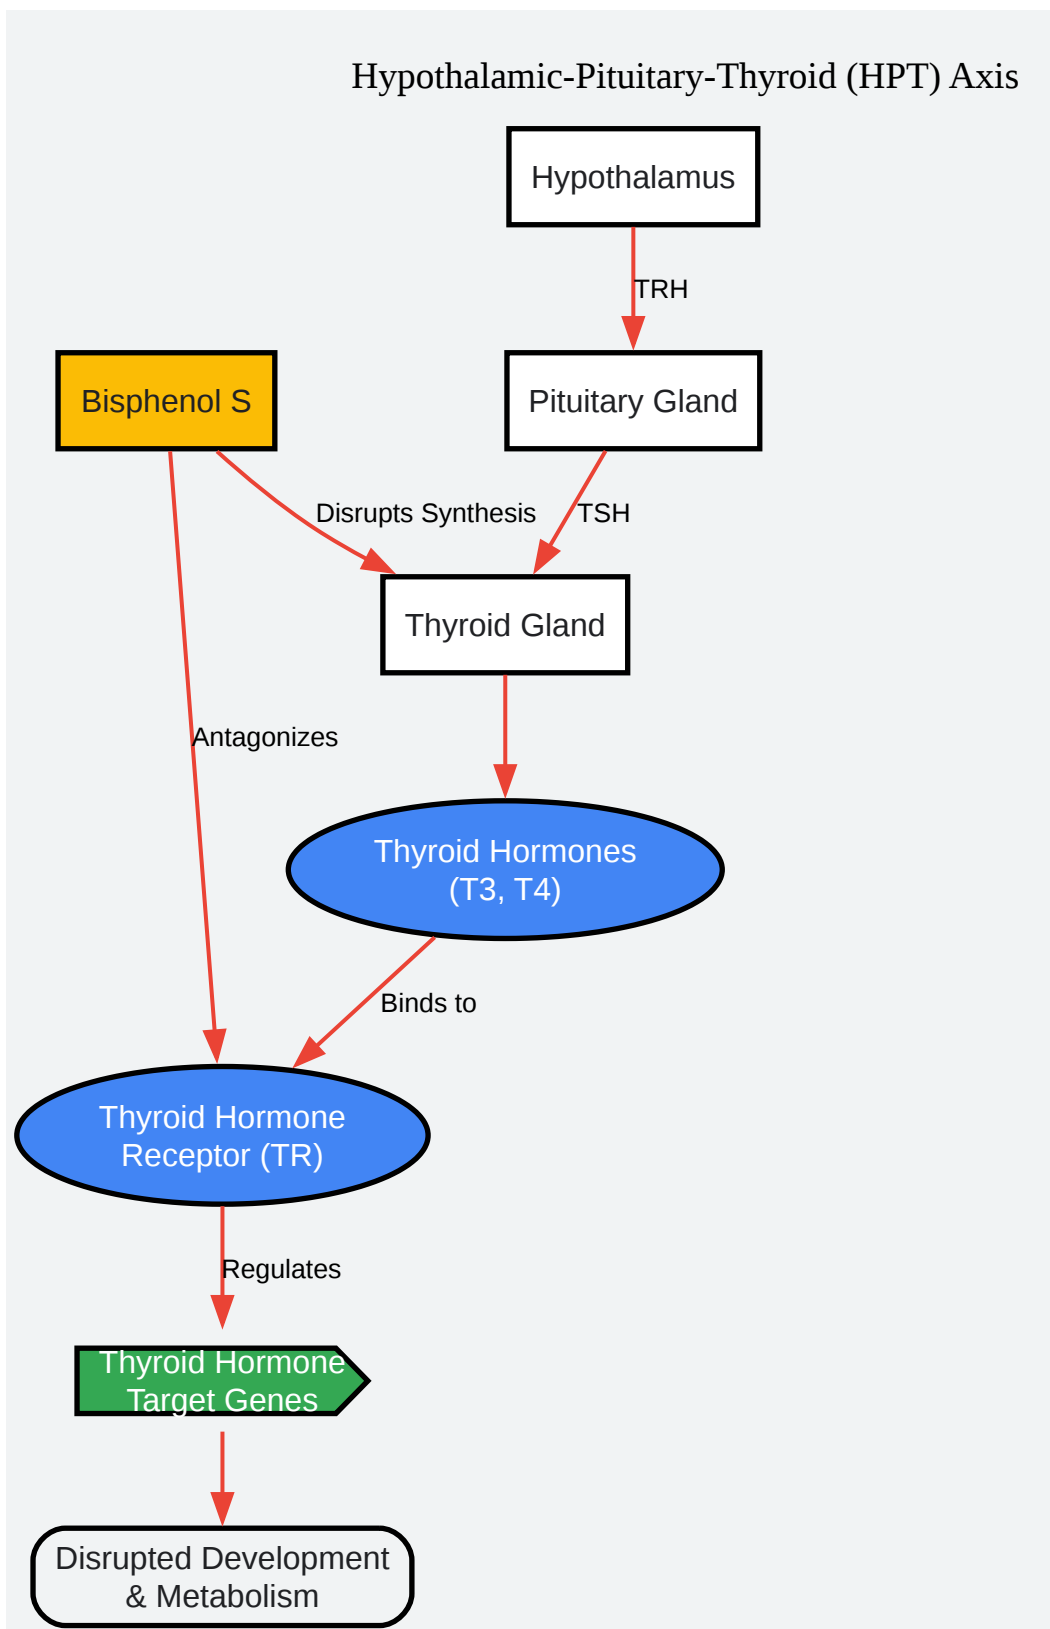 Hypothalamic-Pituitary-Thyroid (HPT) Axis
Hypothalamus
TRH
Bisphenol S
Pituitary Gland
Disrupts Synthesis
TSH
Thyroid Gland
Antagonizes
Thyroid Hormones
(T3, T4)
Binds to
Thyroid Hormone
Receptor (TR)
Regulates
Thyroid Hormone
Target Genes
Disrupted Development
& Metabolism